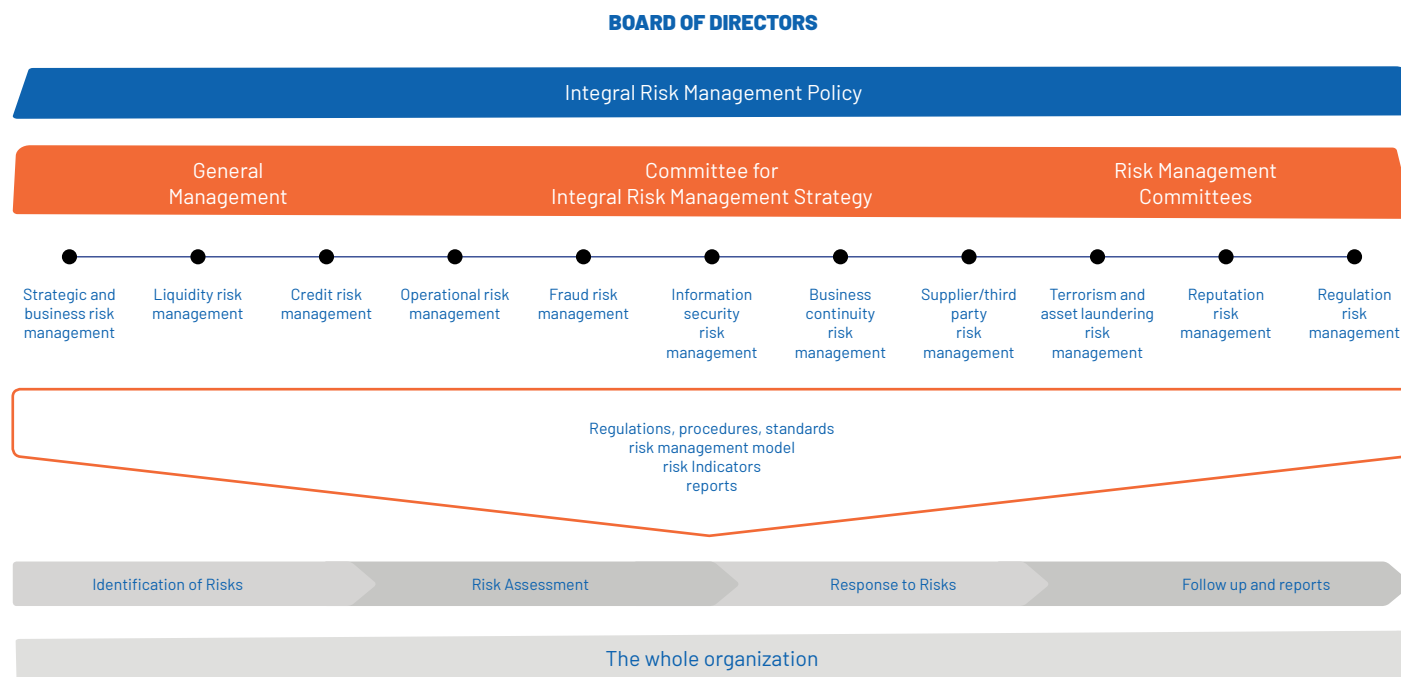 BOARD OF DIRECTORS
Integral Risk Management Policy
General
Management
Committee for
Integral Risk Management Strategy
Risk Management
Committees
Strategic and
business risk
management
Liquidity risk
management
Credit risk
management
Operational risk
management
Fraud risk
management
Information
security
risk
management
Business
continuity
risk
management
Supplier/third
party
risk
management
Terrorism and
asset laundering
risk
management
Reputation
risk
management
Regulation
risk
management
Regulations, procedures, standards
risk management model
risk Indicators
reports
Identification of Risks
Risk Assessment
Response to Risks
Follow up and reports
The whole organization